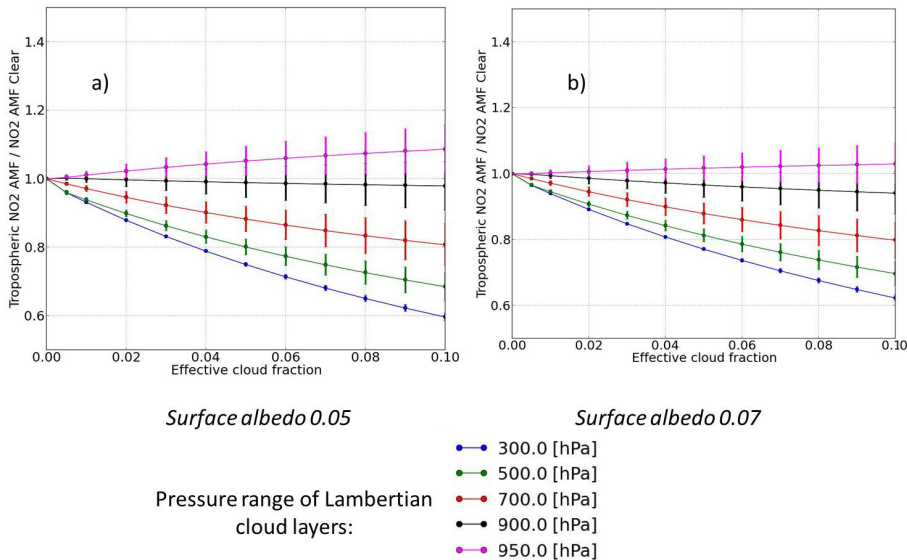 Tropospheric NO2 AMF / NO2 AMF Clear
1.4
1.2
1.0
0.8
0.6
a)
0.00 0.02 0.04 0.06 0.08 0.10
Effective cloud fraction
Tropospheric NO2 AMF / NO2 AMF Clear
1.4
1.2
1.0
0.8
0.6
b)
0.00 0.02 0.04 0.06 0.08 0.10
Effective cloud fraction
Surface albedo 0.05
Surface albedo 0.07
Pressure range of Lambertian
cloud layers:
300.0 [hPa]
500.0 [hPa]
700.0 [hPa]
900.0 [hPa]
950.0 [hPa]